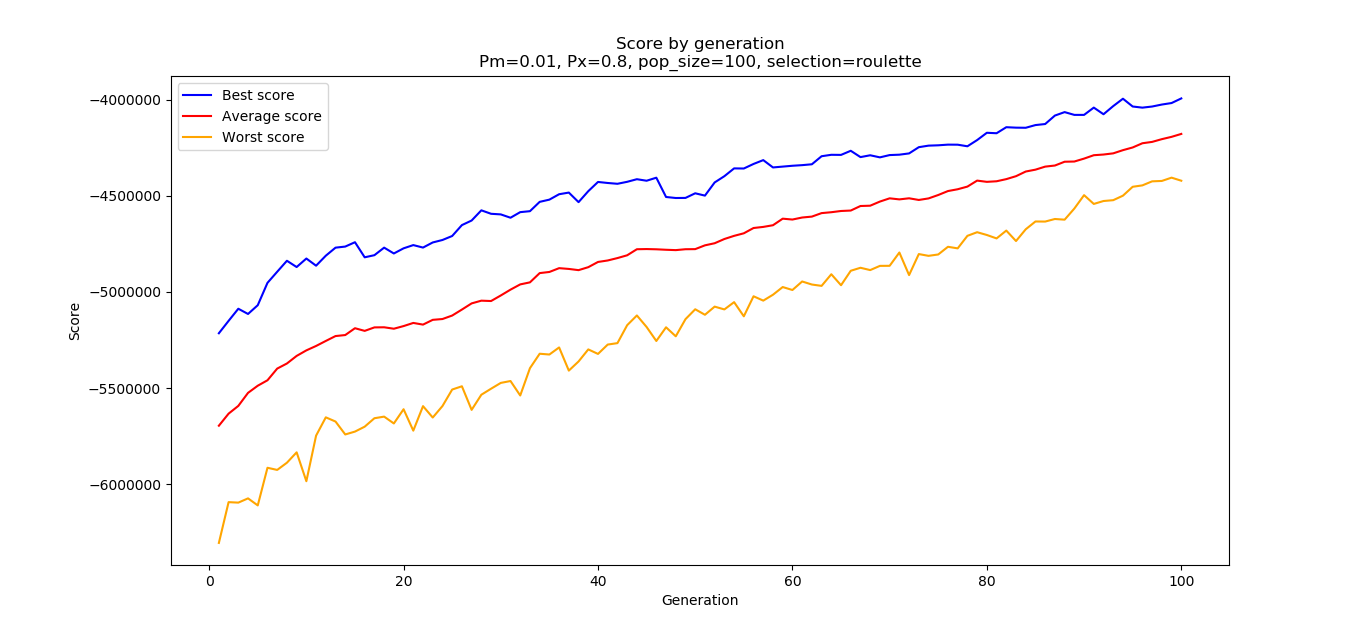 Score by generation
Pm=0.01, Px=0.8, pop_size=100, selection=roulette
Best score
Average score
Worst score
−4000000
−4500000
−5000000
−5500000
−6000000
Score
0 20 40 60 80 100
Generation